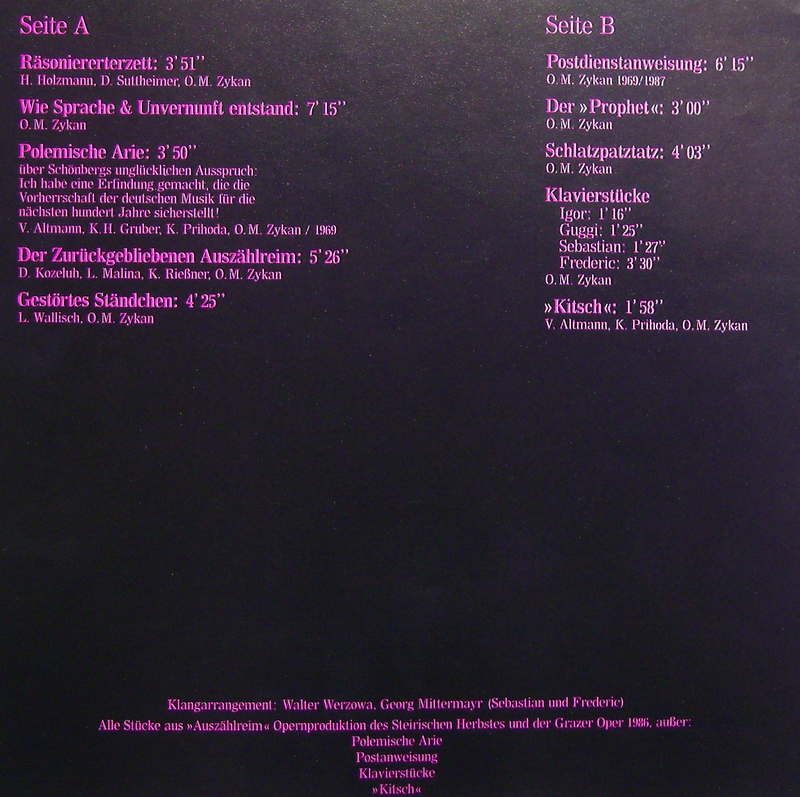 Seite A
Räsoniererterzett: 3'51''
H. Holzmann, D. Suttheimer, O. M. Zykan
Wie Sprache & Unvernunft entstand: 7'15''
O. M. Zykan
Polemische Arie: 3'50''
über Schönbergs unglücklichen Ausspruch:
Ich habe eine Erfindung gemacht, die die
Vorherrschaft der deutschen Musik für die
nächsten hundert Jahre sicherstellt!
V. Altmann, K. H. Gruber, K. Prihoda, O. M. Zykan / 1969
Der Zurückgebliebenen Auszählreim: 5'26''
D. Kozeluh, L. Malina, K. Rießner, O. M. Zykan
Gestörtes Ständchen: 4'25''
L. Wallisch, O. M. Zykan
Seite B
Postdienstanweisung: 6'15''
O. M. Zykan 1969/1987
Der »Prophet«: 3'00''
O. M. Zykan
Schlatzpatztatz: 4'03''
O. M. Zykan
Klavierstücke
Igor: 1'16''
Guggi: 1'25''
Sebastian: 1'27''
Frederic: 3'30''
O. M. Zykan
»Kitsch«: 1'58''
V. Altmann, K. Prihoda, O. M. Zykan
Klangarrangement: Walter Werzowa, Georg Mittermayr (Sebastian und Frederic)
Alle Stücke aus »Auszählreim« Opernproduktion des Steirischen Herbstes und der Grazer Oper 1986, außer:
Polemische Arie
Postanweisung
Klavierstücke
»Kitsch«